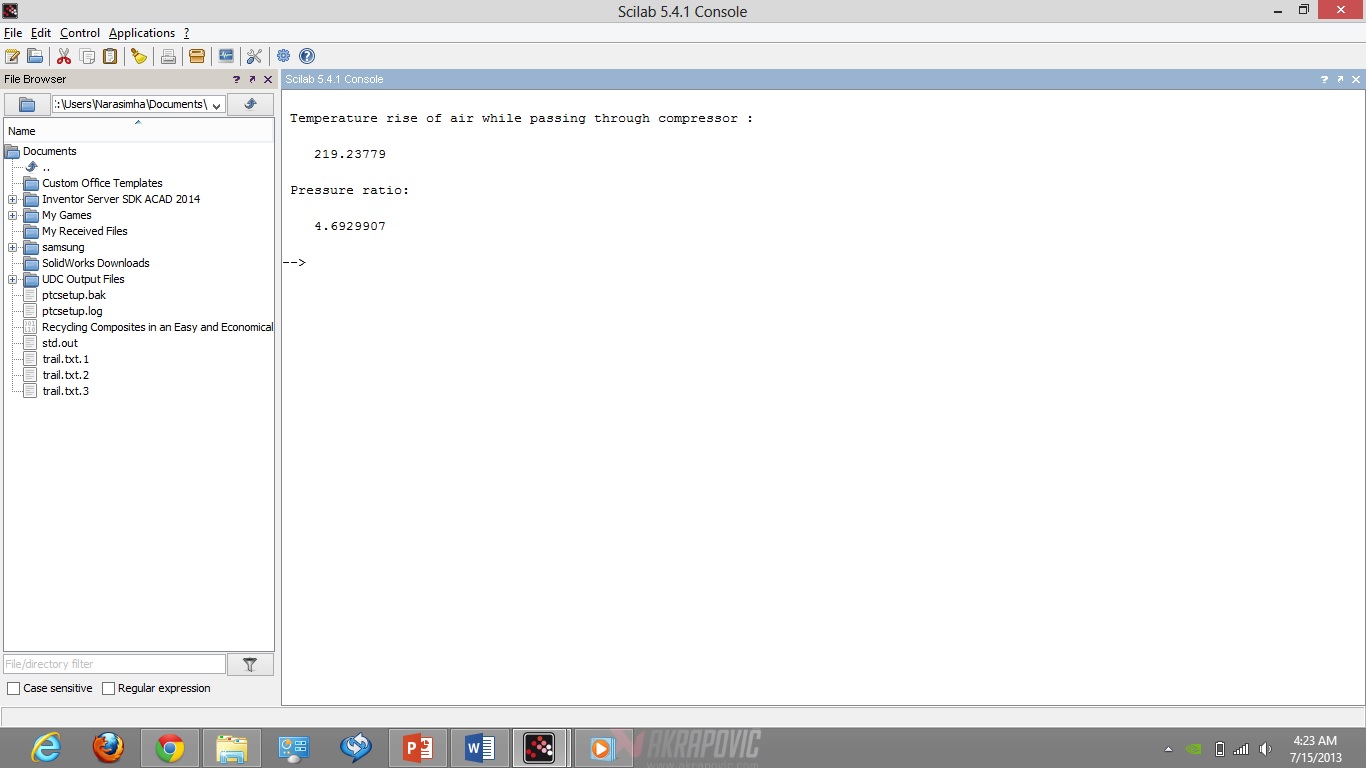 Scilab 5.4.1 Console
File Edit Control Applications ?
File Browser
Scilab 5.4.1 Console
:\Users\Narasimha\Documents\
Name
Documents
..
Custom Office Templates
Inventor Server SDK ACAD 2014
My Games
My Received Files
samsung
SolidWorks Downloads
UDC Output Files
ptcsetup.bak
ptcsetup.log
Recycling Composites in an Easy and Economical
std.out
trail.txt.1
trail.txt.2
trail.txt.3
File/directory filter
Case sensitive Regular expression
Temperature rise of air while passing through compressor :
219.23779
Pressure ratio:
4.6929907
-->
AKRAPOVIC
www.akrapovic.com
4:23 AM
7/15/2013